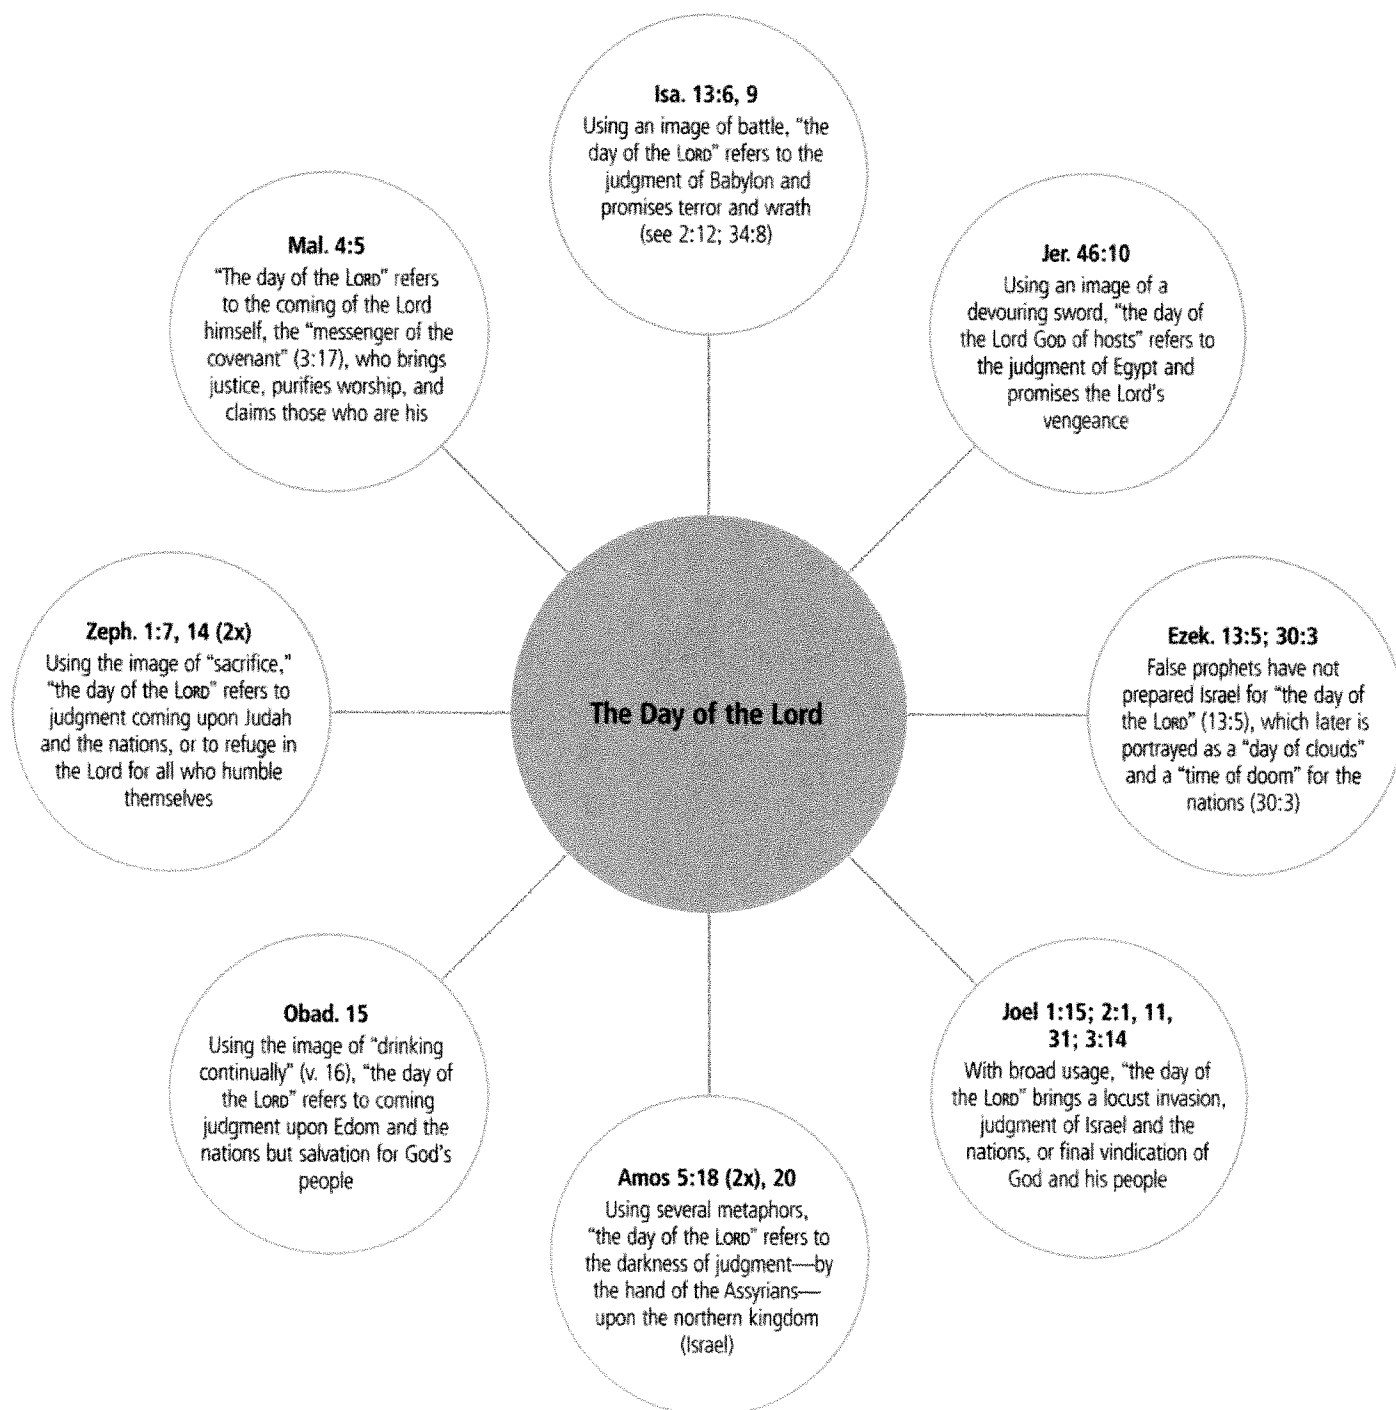 Isa. 13:6, 9
Using an image of battle, “the
day of the LORD” refers to the
judgment of Babylon and
promises terror and wrath
(see 2:12; 34:8)
Jer. 46:10
Using an image of a
devouring sword, “the day of
the Lord GOD of hosts” refers to
the judgment of Egypt and
promises the Lord’s
vengeance
Ezek. 13:5; 30:3
False prophets have not
prepared Israel for “the day of
the LORD” (13:5), which later is
portrayed as a “day of clouds”
and a “time of doom” for the
nations (30:3)
Joel 1:15; 2:1, 11,
31; 3:14
With broad usage, “the day of
the LORD” brings a locust invasion,
judgment of Israel and the
nations, or final vindication of
God and his people
Amos 5:18 (2x), 20
Using several metaphors,
“the day of the LORD” refers to
the darkness of judgment—by
the hand of the Assyrians—
upon the northern kingdom
(Israel)
Obad. 15
Using the image of “drinking
continually” (v. 16), “the day of
the LORD” refers to coming
judgment upon Edom and the
nations but salvation for God’s
people
Zeph. 1:7, 14 (2x)
Using the image of “sacrifice,”
“the day of the LORD” refers to
judgment coming upon Judah
and the nations, or to refuge in
the Lord for all who humble
themselves
Mal. 4:5
“The day of the LORD” refers
to the coming of the Lord
himself, the “messenger of the
covenant” (3:17), who brings
justice, purifies worship, and
claims those who are his
The Day of the Lord